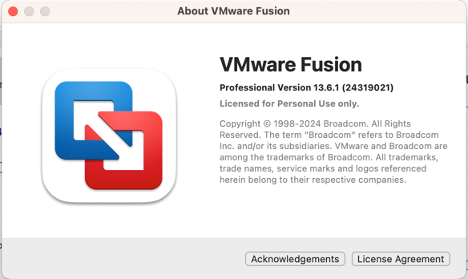 About VMware Fusion
VMware Fusion
Professional Version 13.6.1 (24319021)
Licensed for Personal Use only.
Copyright © 1998-2024 Broadcom. All Rights
Reserved. The term "Broadcom" refers to Broadcom
Inc. and/or its subsidiaries. VMware and Broadcom are
among the trademarks of Broadcom. All trademarks,
trade names, service marks and logos referenced
herein belong to their respective companies.
Acknowledgements
License Agreement